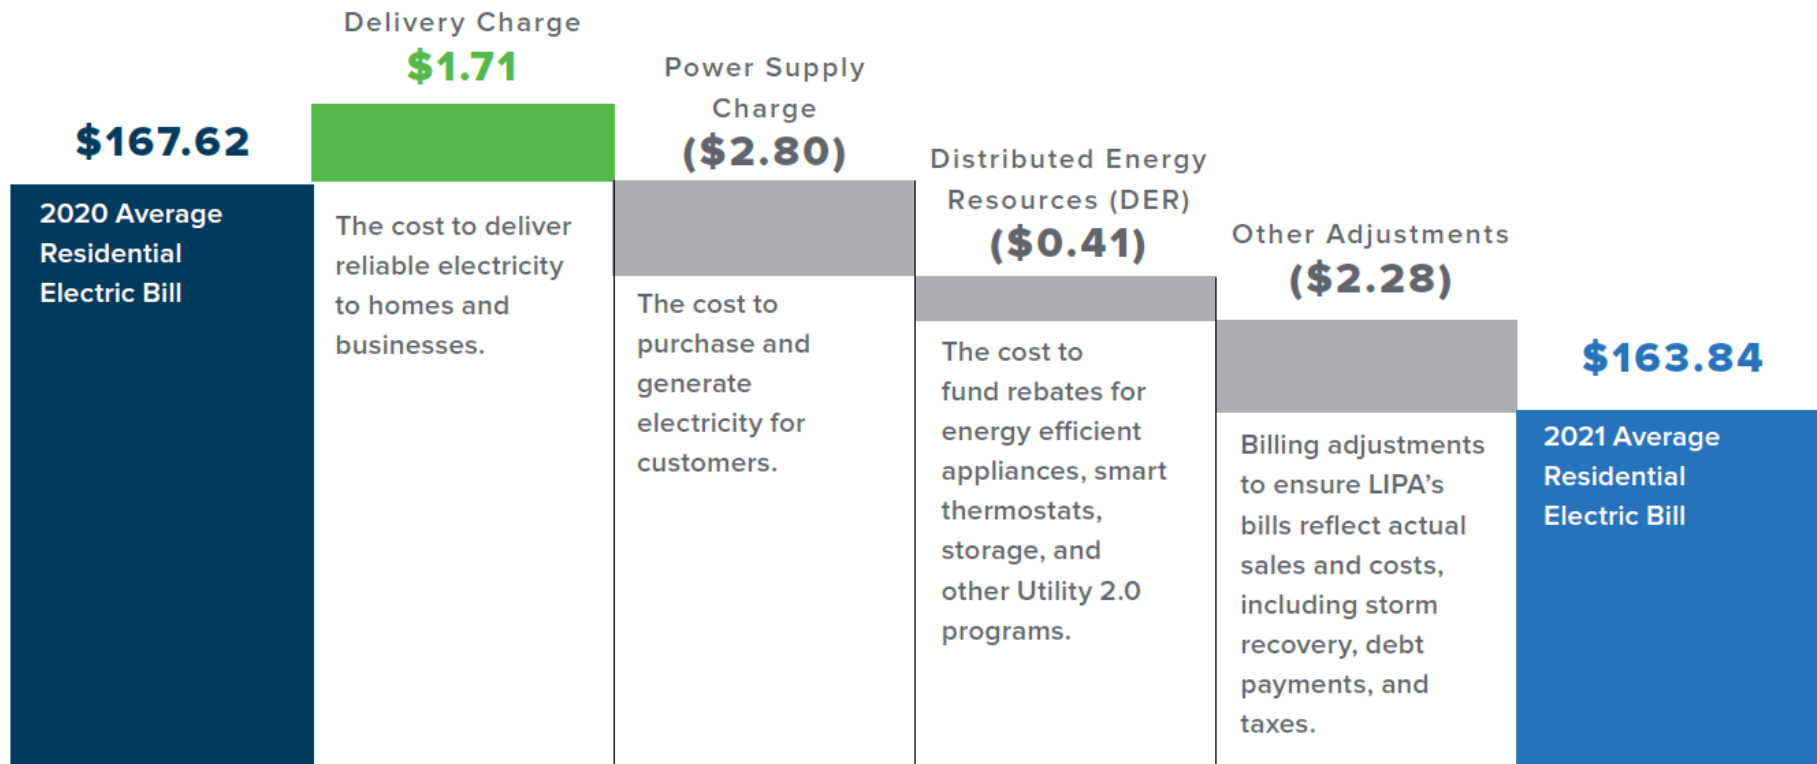 $167.62
2020 Average
Residential
Electric Bill
Delivery Charge
$1.71
The cost to deliver
reliable electricity
to homes and
businesses.
Power Supply
Charge
($2.80)
The cost to
purchase and
generate
electricity for
customers.
Distributed Energy
Resources (DER)
($0.41)
The cost to
fund rebates for
energy efficient
appliances, smart
thermostats,
storage, and
other Utility 2.0
programs.
Other Adjustments
($2.28)
Billing adjustments
to ensure LIPA’s
bills reflect actual
sales and costs,
including storm
recovery, debt
payments, and
taxes.
$163.84
2021 Average
Residential
Electric Bill